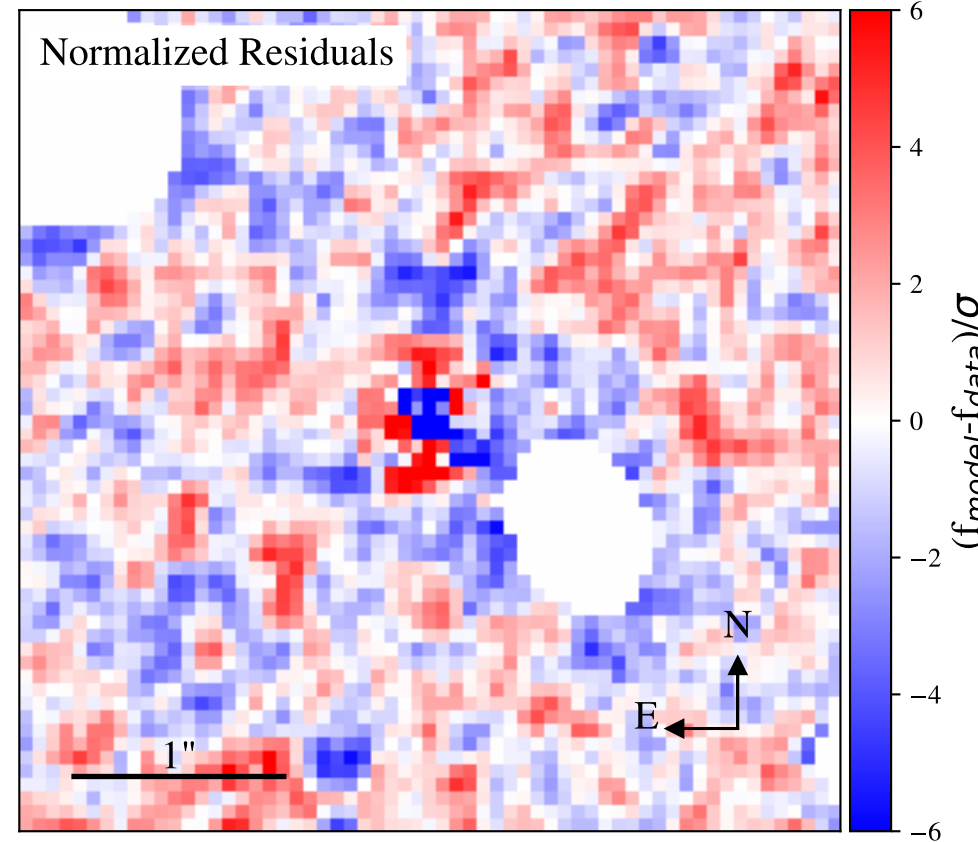 Normalized Residuals
6
4
2
0
−2
−4
−6
(f_model-f_data)/σ
N
E
1"